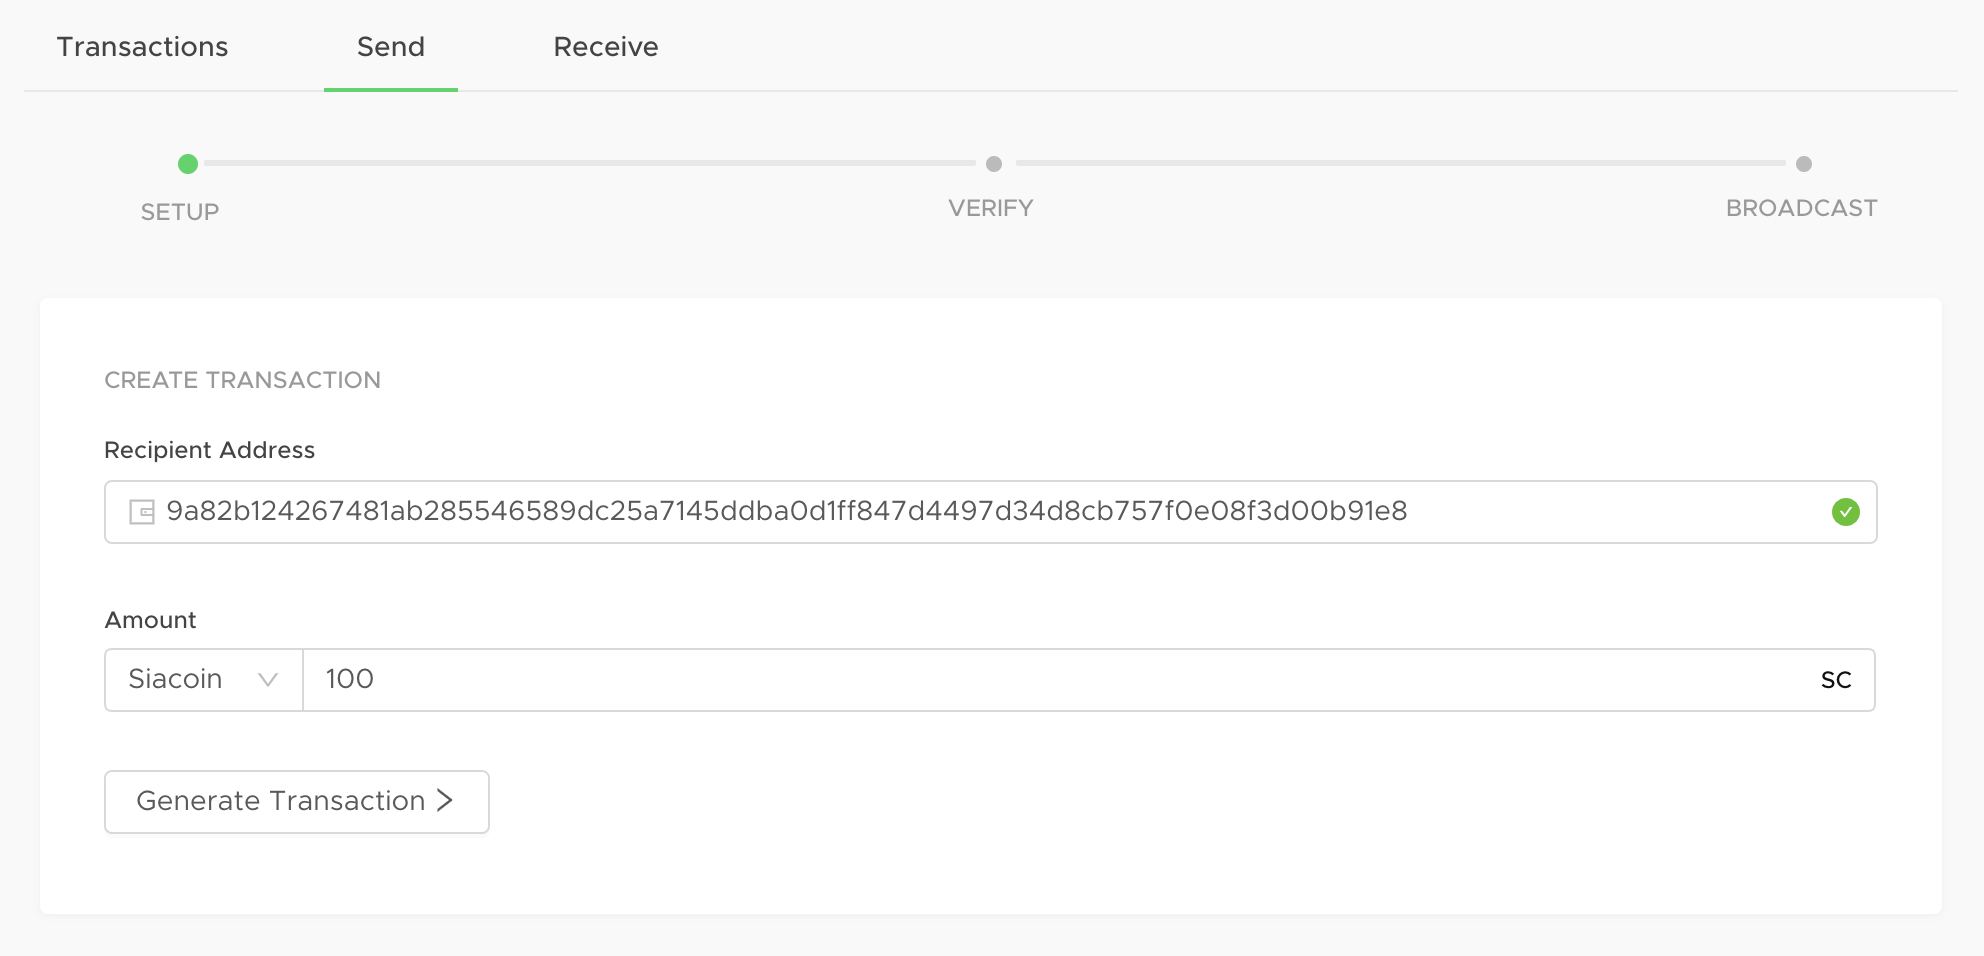 Transactions Send Receive
SETUP VERIFY BROADCAST
CREATE TRANSACTION
Recipient Address
9a82b124267481ab285546589dc25a7145ddba0d1ff847d4497d34d8cb757f0e08f3d00b91e8
Amount
Siacoin 100 SC
Generate Transaction >